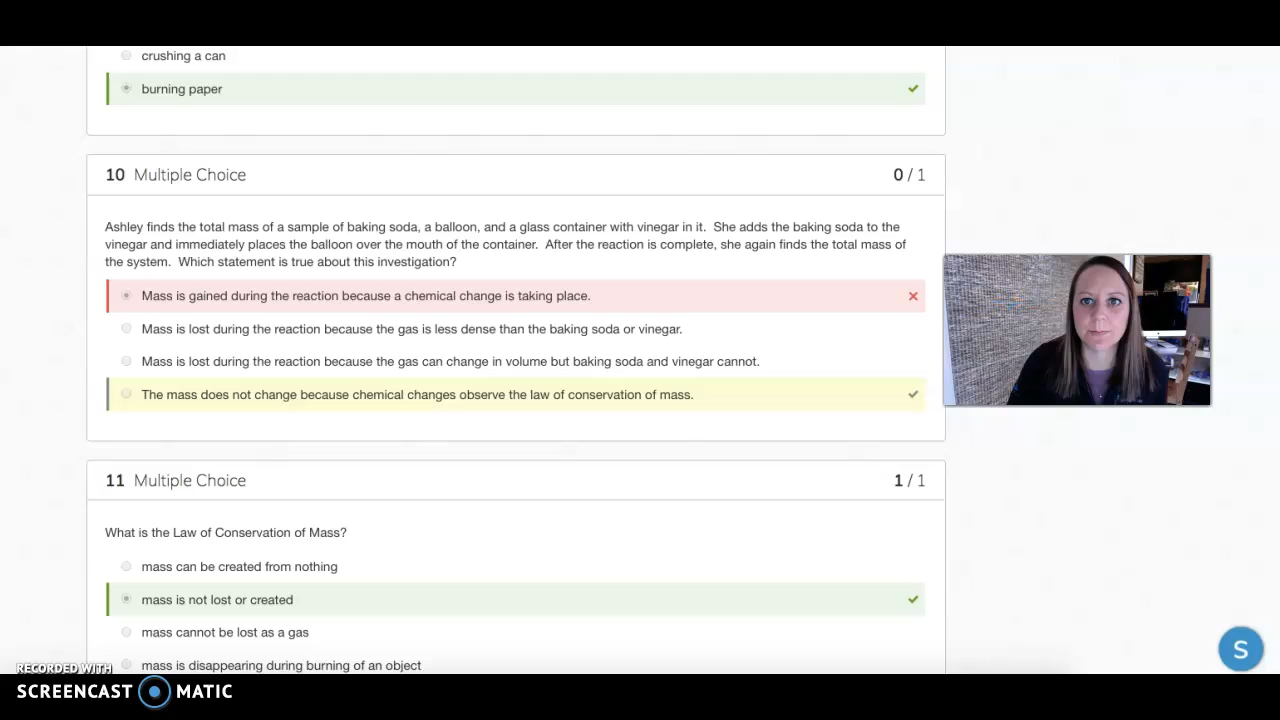 crushing a can
burning paper
10 Multiple Choice 0 / 1
Ashley finds the total mass of a sample of baking soda, a balloon, and a glass container with vinegar in it. She adds the baking soda to the
vinegar and immediately places the balloon over the mouth of the container. After the reaction is complete, she again finds the total mass of
the system. Which statement is true about this investigation?
Mass is gained during the reaction because a chemical change is taking place.
Mass is lost during the reaction because the gas is less dense than the baking soda or vinegar.
Mass is lost during the reaction because the gas can change in volume but baking soda and vinegar cannot.
The mass does not change because chemical changes observe the law of conservation of mass.
11 Multiple Choice 1 / 1
What is the Law of Conservation of Mass?
mass can be created from nothing
mass is not lost or created
mass cannot be lost as a gas
mass is disappearing during burning of an object
S
RECORDED WITH
SCREENCAST MATIC